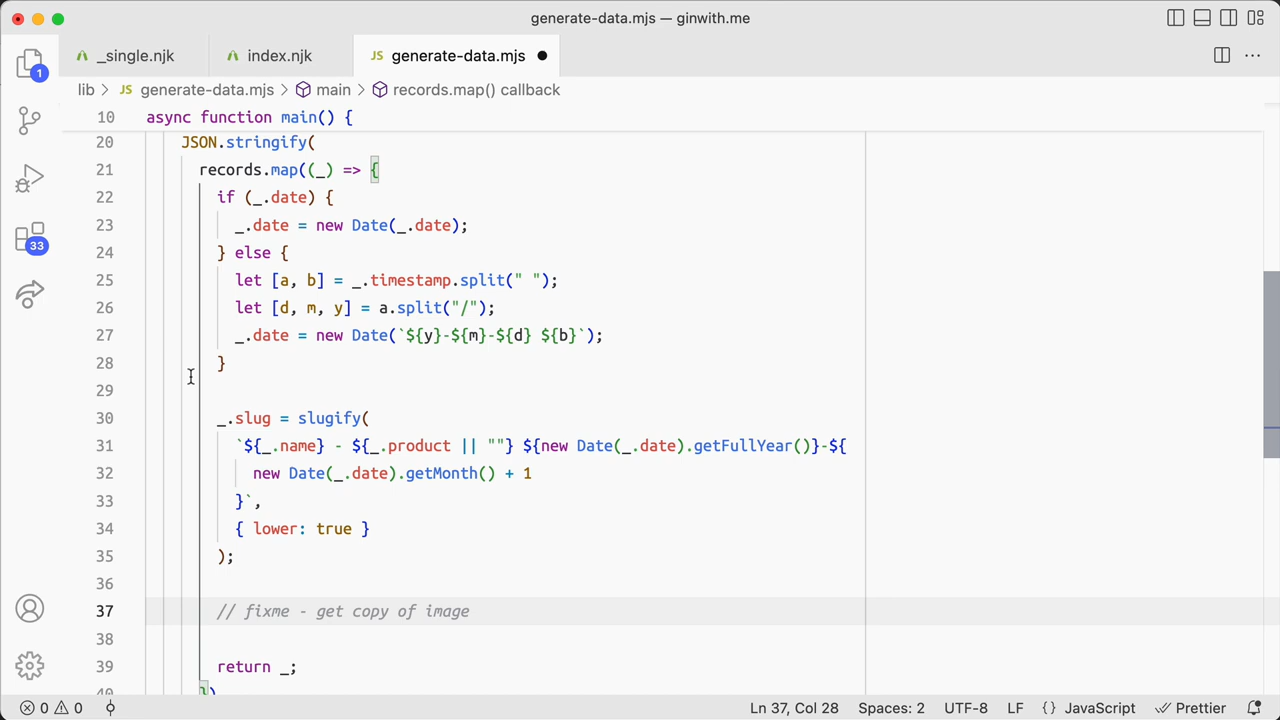 generate-data.mjs — ginwith.me
_single.njk
index.njk
JS generate-data.mjs
1
lib > JS generate-data.mjs > main > records.map() callback
10 async function main() {
20 JSON.stringify(
21 records.map((_) => {
22 if (_.date) {
23 _.date = new Date(_.date);
24 } else {
25 let [a, b] = _.timestamp.split(" ");
26 let [d, m, y] = a.split("/");
27 _.date = new Date(`${y}-${m}-${d} ${b}`);
28 }
29
30 _.slug = slugify(
31 `${_.name} - ${_.product || ""} ${new Date(_.date).getFullYear()}-${
32 new Date(_.date).getMonth() + 1
33 }`,
34 { lower: true }
35 );
36
37 // fixme - get copy of image
38
39 return _;
40 })
33
0 0 Ln 37, Col 28 Spaces: 2 UTF-8 LF {} JavaScript Prettier